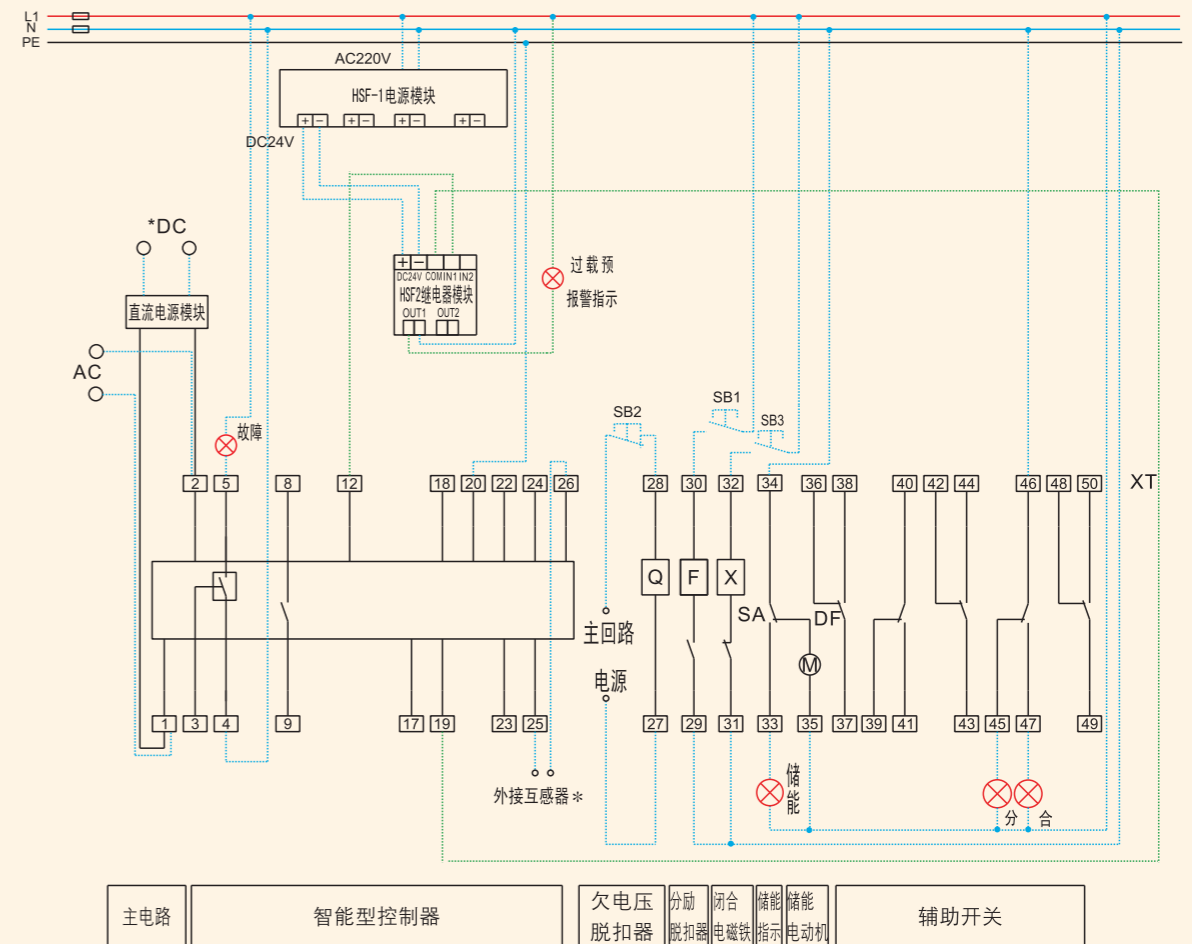 L1
N
PE
AC220V
HSF-1电源模块
+ - + - + - + -
DC24V
*DC
直流电源模块
AC
+ -
DC24V COM IN1 IN2
HSF2继电器模块
OUT1 OUT2
过载预
报警指示
故障
SB2
SB1
SB3
2 5 8 12 18 20 22 24 26 28 30 32 34 36 38 40 42 44 46 48 50
XT
Q F X
SA
DF
M
主回路
电源
1 3 4 9 17 19 23 25 27 29 31 33 35 37 39 41 43 45 47 49
外接互感器*
储
能
分
合
主电路
智能型控制器
欠电压
脱扣器
分励
脱扣器
闭合
电磁铁
储能
指示
储能
电动机
辅助开关